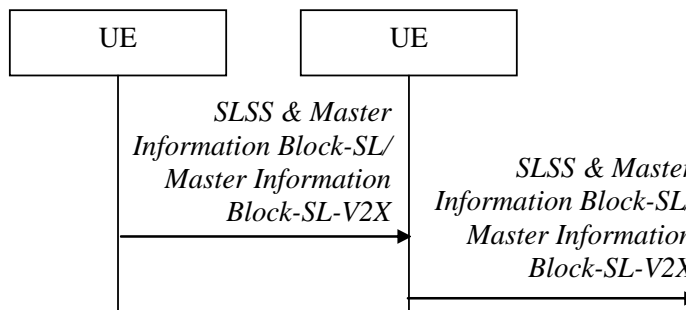 UE
UE
SLSS & Master
Information Block-SL/
Master Information
Block-SL-V2X
SLSS & Master
Information Block-SL/
Master Information
Block-SL-V2X